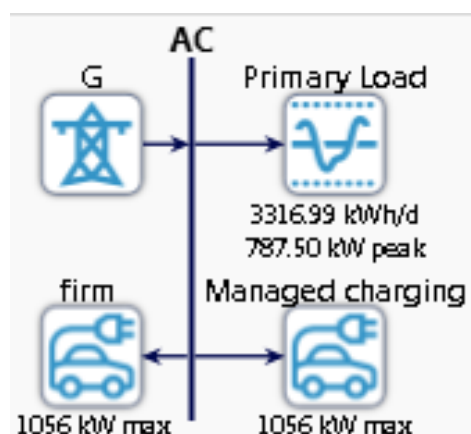 AC
G
Primary Load
3316.99 kWh/d
787.50 kW peak
firm
Managed charging
1056 kW max
1056 kW max